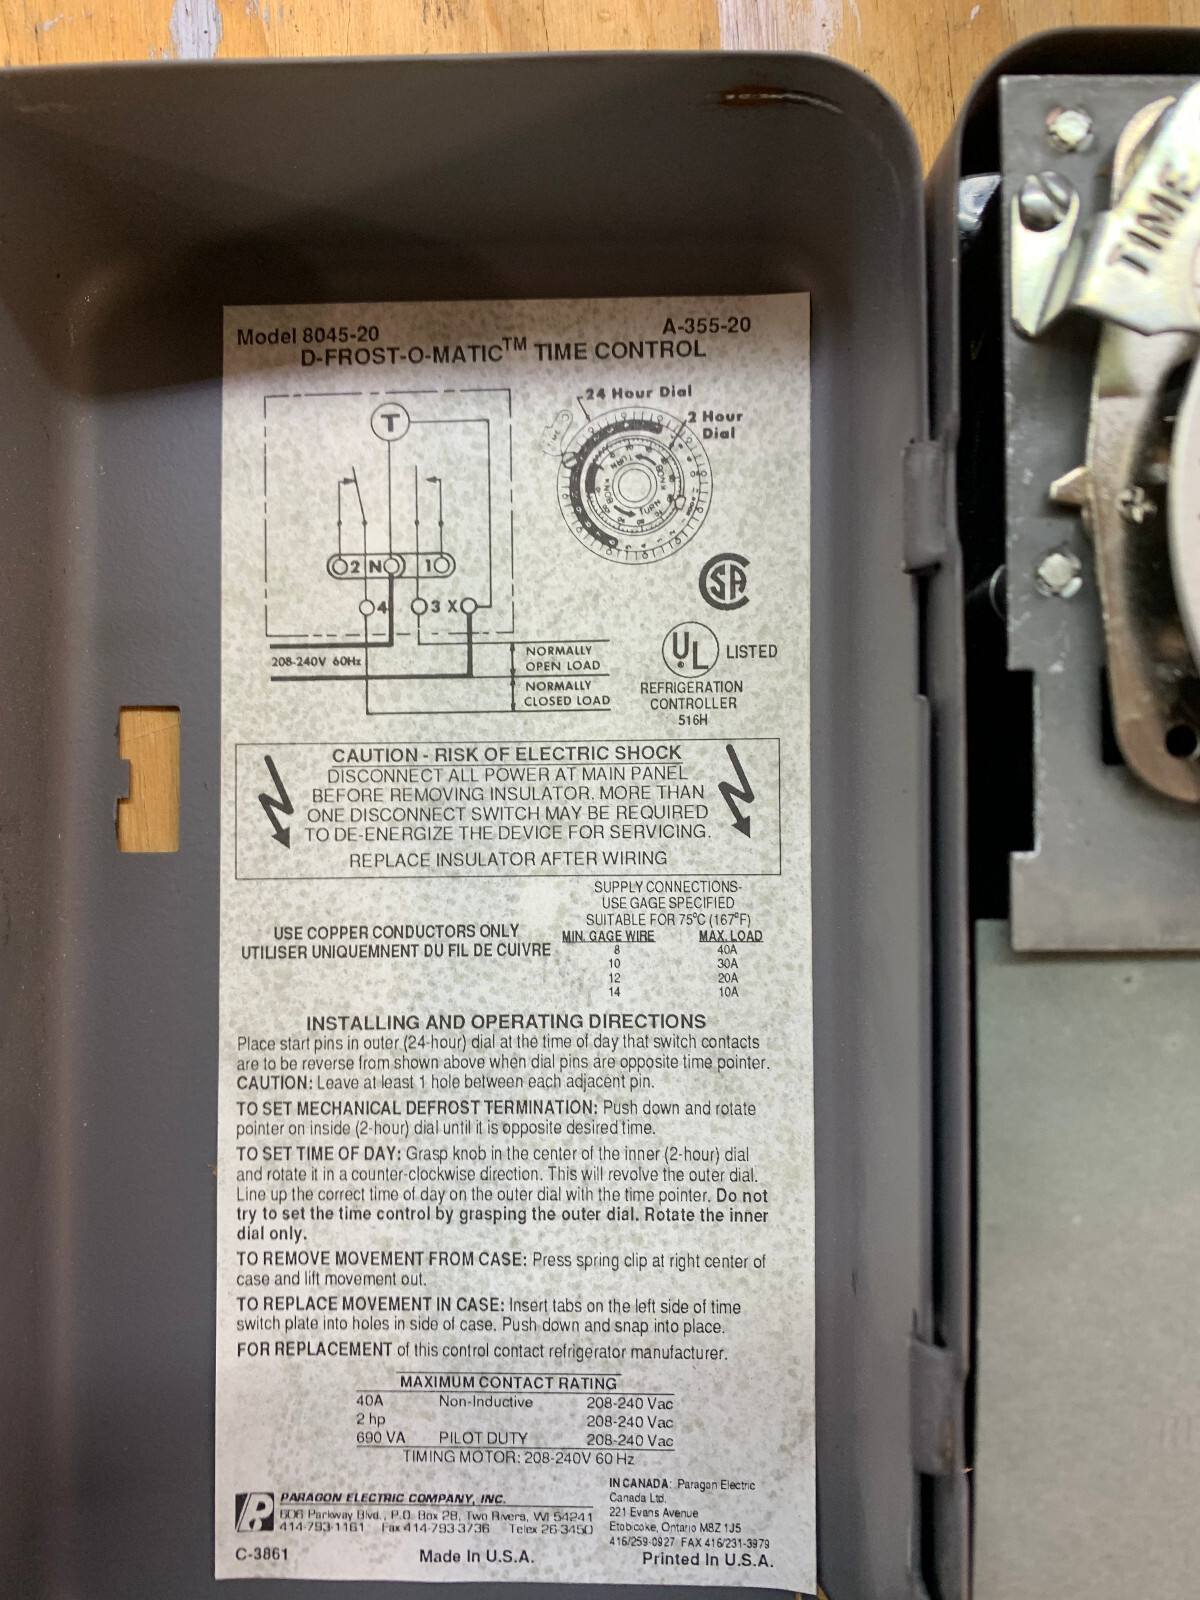 TIME
Model 8045-20
A-355-20
D-FROST-O-MATIC™ TIME CONTROL
24 Hour Dial
2 Hour
Dial
T
TURN
KNOB
TURN
KNOB
2 N 1
4 3 X
208-240V 60Hz
NORMALLY
OPEN LOAD
NORMALLY
CLOSED LOAD
SA
UL LISTED
REFRIGERATION
CONTROLLER
516H
CAUTION - RISK OF ELECTRIC SHOCK
DISCONNECT ALL POWER AT MAIN PANEL
BEFORE REMOVING INSULATOR. MORE THAN
ONE DISCONNECT SWITCH MAY BE REQUIRED
TO DE-ENERGIZE THE DEVICE FOR SERVICING.
REPLACE INSULATOR AFTER WIRING
USE COPPER CONDUCTORS ONLY
UTILISER UNIQUEMNENT DU FIL DE CUIVRE
SUPPLY CONNECTIONS-
USE GAGE SPECIFIED
SUITABLE FOR 75°C (167°F)
MIN. GAGE WIRE MAX. LOAD
8 40A
10 30A
12 20A
14 10A
INSTALLING AND OPERATING DIRECTIONS
Place start pins in outer (24-hour) dial at the time of day that switch contacts
are to be reverse from shown above when dial pins are opposite time pointer.
CAUTION: Leave at least 1 hole between each adjacent pin.
TO SET MECHANICAL DEFROST TERMINATION: Push down and rotate
pointer on inside (2-hour) dial until it is opposite desired time.
TO SET TIME OF DAY: Grasp knob in the center of the inner (2-hour) dial
and rotate it in a counter-clockwise direction. This will revolve the outer dial.
Line up the correct time of day on the outer dial with the time pointer. Do not
try to set the time control by grasping the outer dial. Rotate the inner
dial only.
TO REMOVE MOVEMENT FROM CASE: Press spring clip at right center of
case and lift movement out.
TO REPLACE MOVEMENT IN CASE: Insert tabs on the left side of time
switch plate into holes in side of case. Push down and snap into place.
FOR REPLACEMENT of this control contact refrigerator manufacturer.
MAXIMUM CONTACT RATING
40A Non-Inductive 208-240 Vac
2 hp 208-240 Vac
690 VA PILOT DUTY 208-240 Vac
TIMING MOTOR: 208-240V 60 Hz
PARAGON ELECTRIC COMPANY, INC.
606 Parkway Blvd., P.O. Box 28, Two Rivers, WI 54241
414-793-1161 Fax 414-793 3736 Telex 26-3450
IN CANADA: Paragon Electric
Canada Ltd.
221 Evans Avenue
Etobicoke, Ontario M8Z 1J5
416/259-0927 FAX 416/231-3979
C-3861
Made In U.S.A.
Printed In U.S.A.